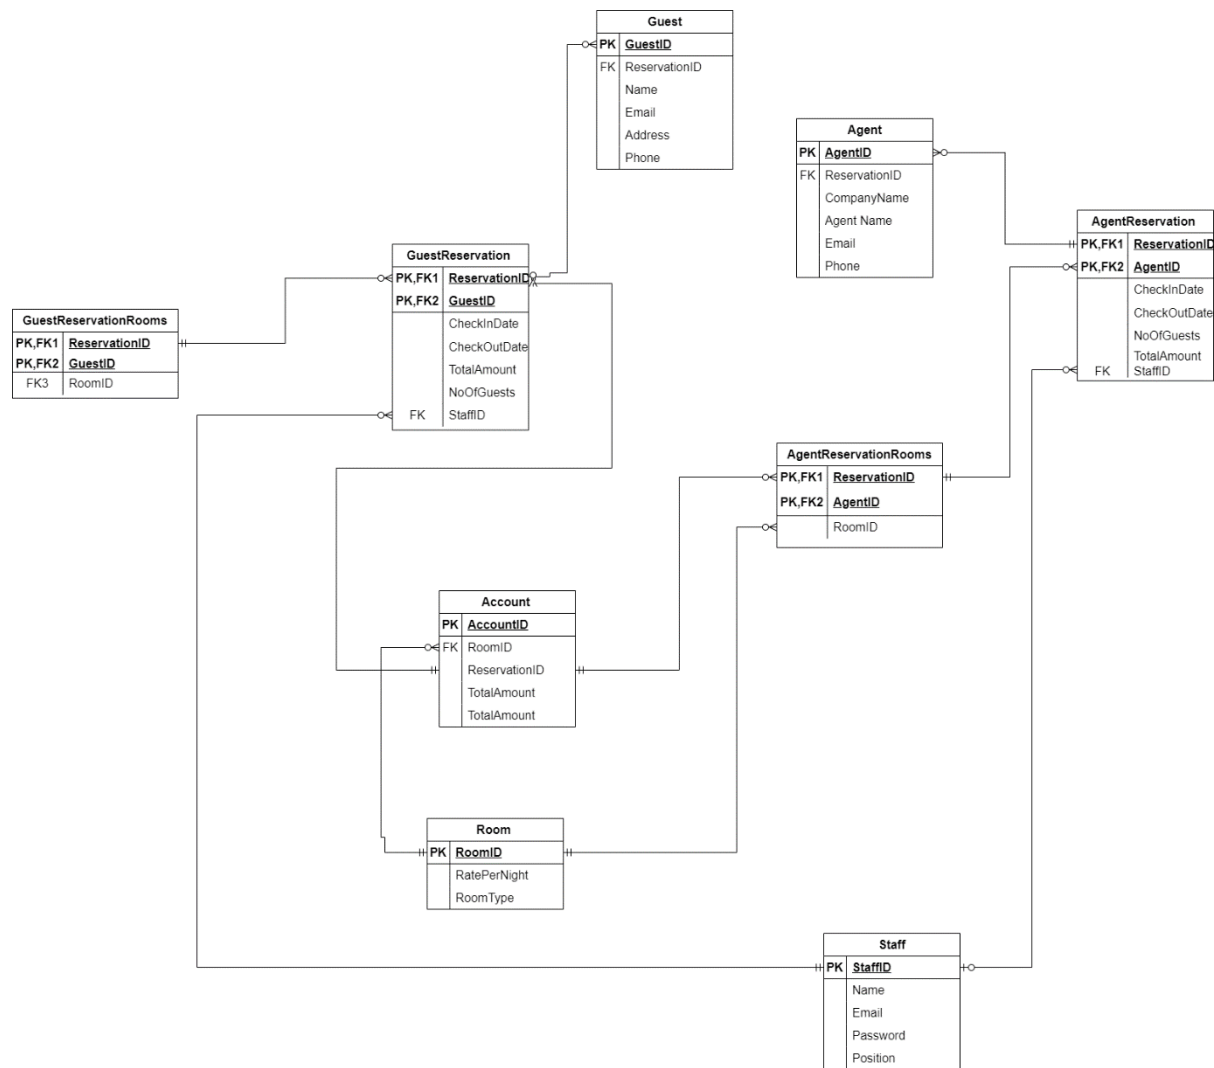 Guest
PK GuestID
FK ReservationID
Name
Email
Address
Phone
Agent
PK AgentID
FK ReservationID
CompanyName
Agent Name
Email
Phone
AgentReservation
PK,FK1 ReservationID
PK,FK2 AgentID
CheckInDate
CheckOutDate
NoOfGuests
TotalAmount
FK StaffID
GuestReservation
PK,FK1 ReservationID
PK,FK2 GuestID
CheckInDate
CheckOutDate
TotalAmount
NoOfGuests
FK StaffID
GuestReservationRooms
PK,FK1 ReservationID
PK,FK2 GuestID
FK3 RoomID
AgentReservationRooms
PK,FK1 ReservationID
PK,FK2 AgentID
RoomID
Account
PK AccountID
FK RoomID
ReservationID
TotalAmount
TotalAmount
Room
PK RoomID
RatePerNight
RoomType
Staff
PK StaffID
Name
Email
Password
Position